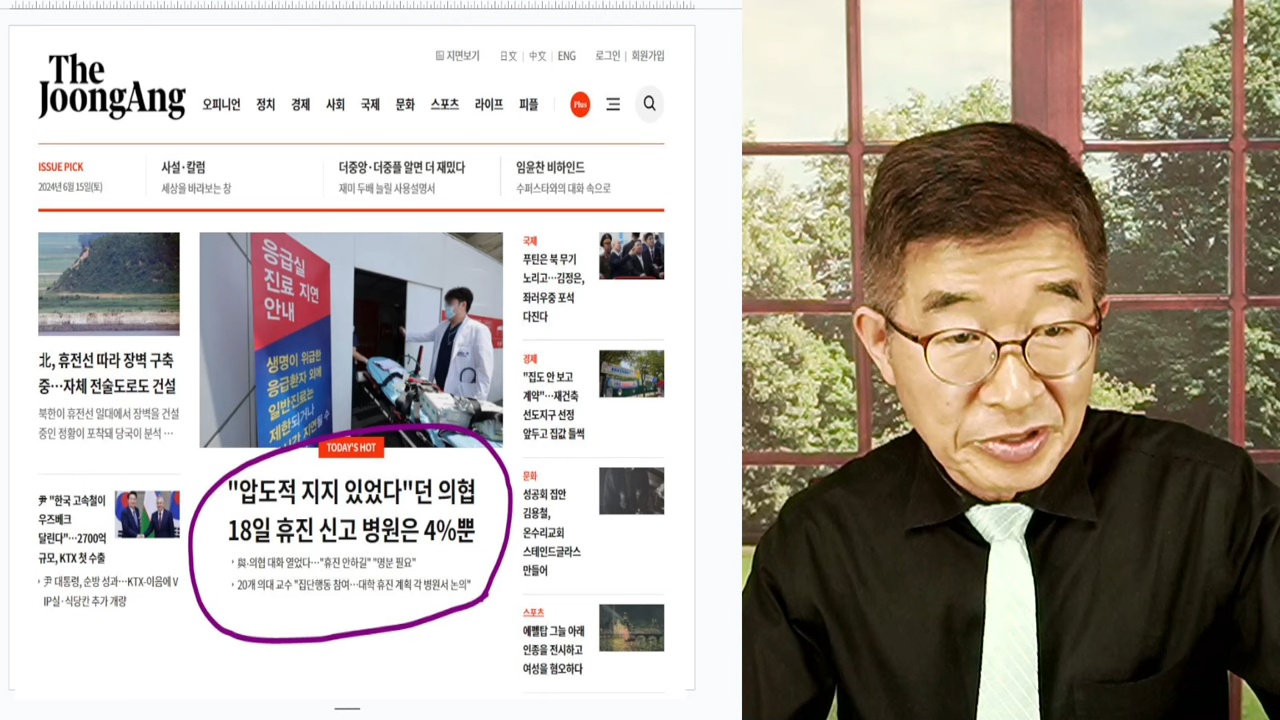 지면보기
日文 | 中文 | ENG
로그인 | 회원가입
The
JoongAng
오피니언 정치 경제 사회 국제 문화 스포츠 라이프 피플
Plus
ISSUE PICK
2024년 6월 15일(토)
사설·칼럼
세상을 바라보는 창
더중앙·더중플 알면 더 재밌다
재미 두배 늘릴 사용설명서
임윤찬 비하인드
수퍼스타와의 대화 속으로
北, 휴전선 따라 장벽 구축
중…자체 전술도로도 건설
북한이 휴전선 일대에서 장벽을 건설
중인 정황이 포착돼 당국이 분석 …
尹 "한국 고속철이
우즈베크
달린다"…2700억
규모, KTX 첫 수출
尹 대통령, 순방 성과…KTX-이음에 V
IP실·식당칸 추가 개량
응급실
진료 지연
안내
생명이 위급한
응급환자 외에
일반진료는
제한되거나
TODAY'S HOT
"압도적 지지 있었다"던 의협
18일 휴진 신고 병원은 4%뿐
與-의협 대화 열었다…"휴진 안하길" "명분 필요"
20개 의대 교수 "집단행동 참여…대학 휴진 계획 각 병원서 논의"
국제
푸틴은 북 무기
노리고…김정은,
좌러우중 포석
다진다
경제
"집도 안 보고
계약"…재건축
선도지구 선정
앞두고 집값 들썩
문화
성공회 집안
김용철,
온수리교회
스테인드글라스
만들어
스포츠
에펠탑 그늘 아래
인종을 전시하고
여성을 혐오하다